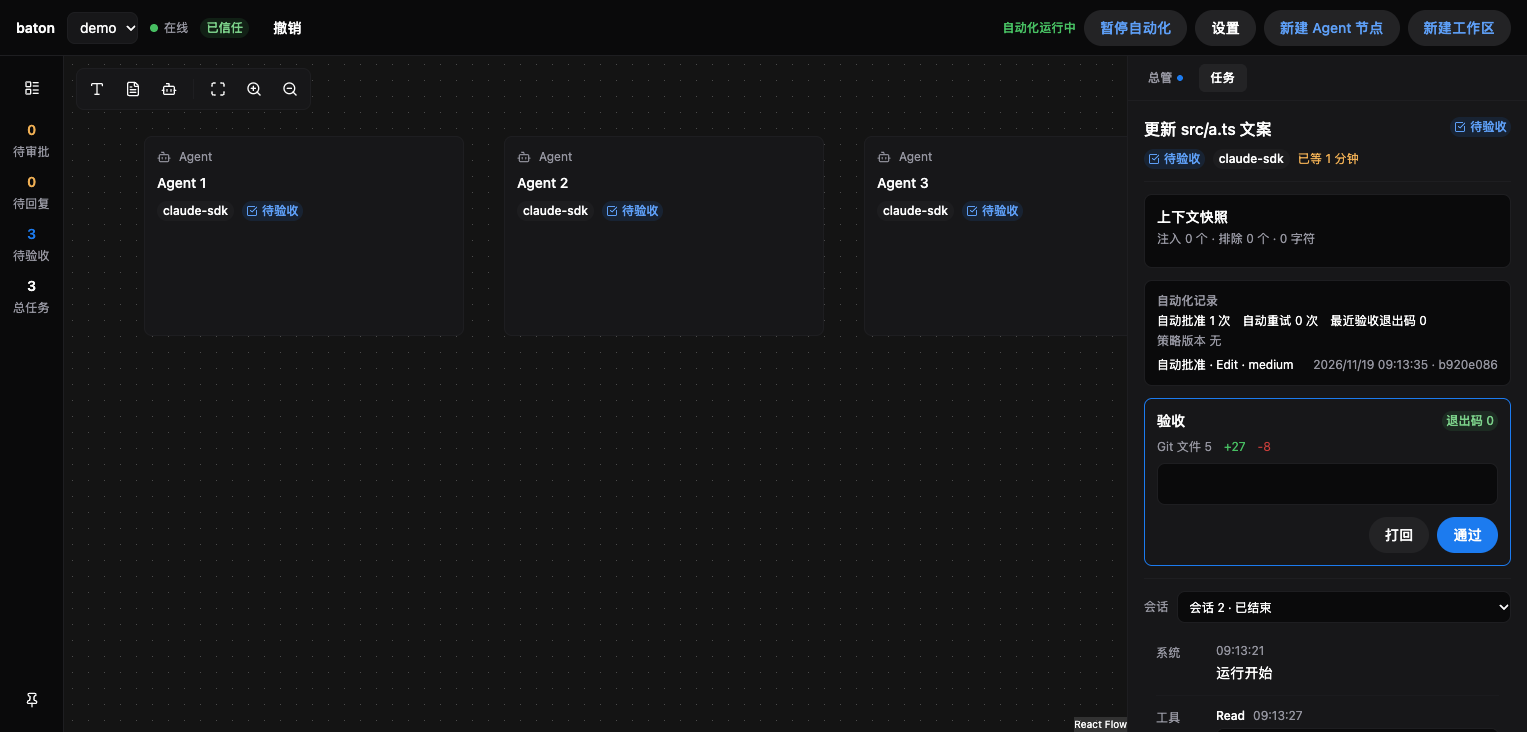 baton demo 在线 已信任 撤销 自动化运行中 暂停自动化 设置 新建 Agent 节点 新建工作区
0
待审批
0
待回复
3
待验收
3
总任务
Agent
Agent 1
claude-sdk 待验收
Agent
Agent 2
claude-sdk 待验收
Agent
Agent 3
claude-sdk 待验收
React Flow
总管 任务
更新 src/a.ts 文案 待验收
待验收 claude-sdk 已等 1 分钟
上下文快照
注入 0 个 · 排除 0 个 · 0 字符
自动化记录
自动批准 1 次 自动重试 0 次 最近验收退出码 0
策略版本 无
自动批准 · Edit · medium 2026/11/19 09:13:35 · b920e086
验收 退出码 0
Git 文件 5 +27 -8
打回 通过
会话 会话 2 · 已结束
系统 09:13:21
运行开始
工具 Read 09:13:27